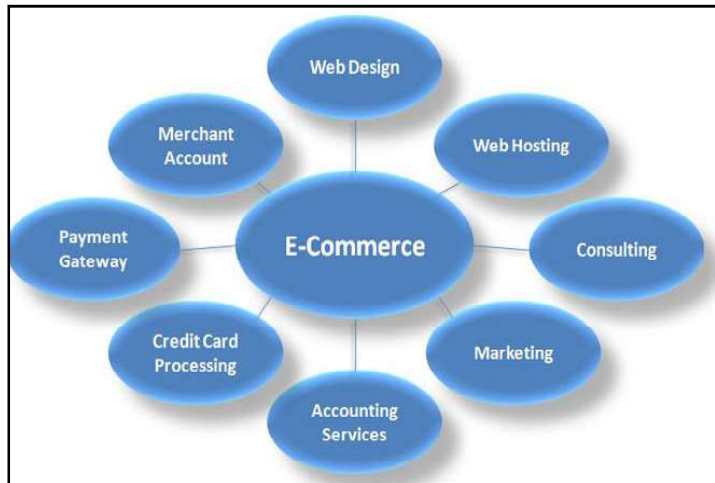 Web Design
Merchant
Account
Web Hosting
Payment
Gateway
E-Commerce
Consulting
Credit Card
Processing
Marketing
Accounting
Services